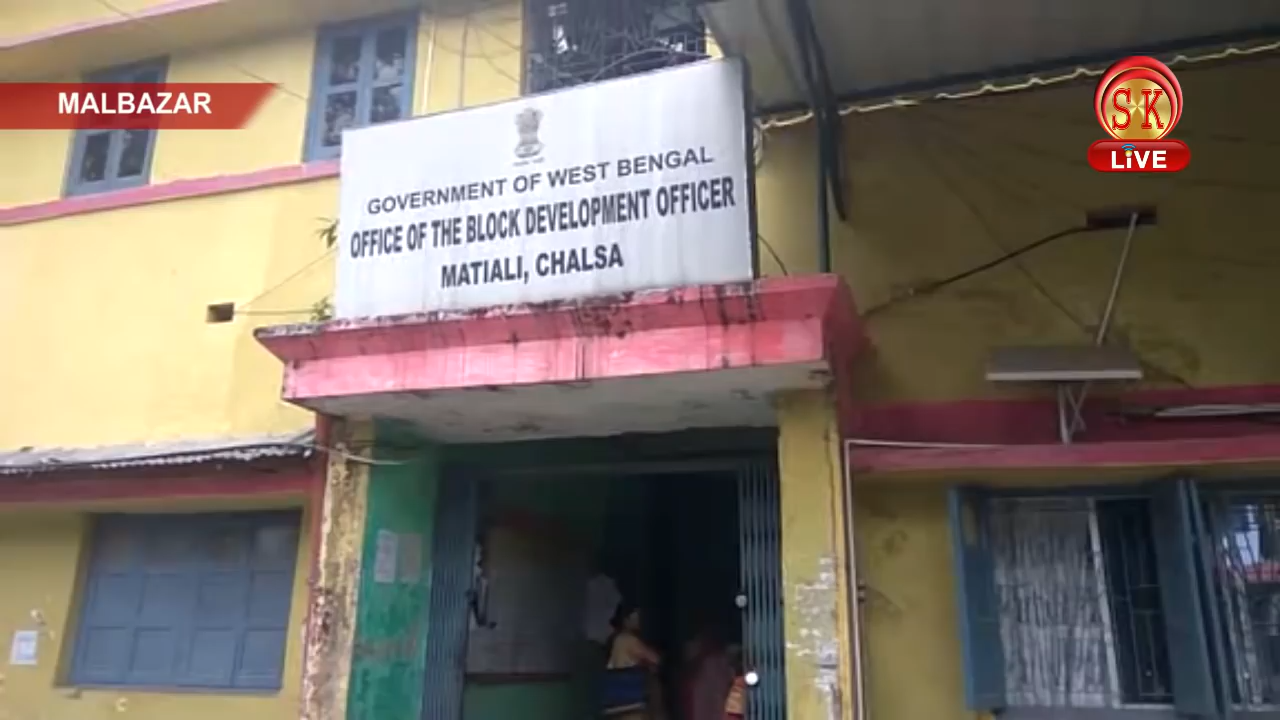 MALBAZAR
SK
LiVE
GOVERNMENT OF WEST BENGAL
OFFICE OF THE BLOCK DEVELOPMENT OFFICER
MATIALI, CHALSA